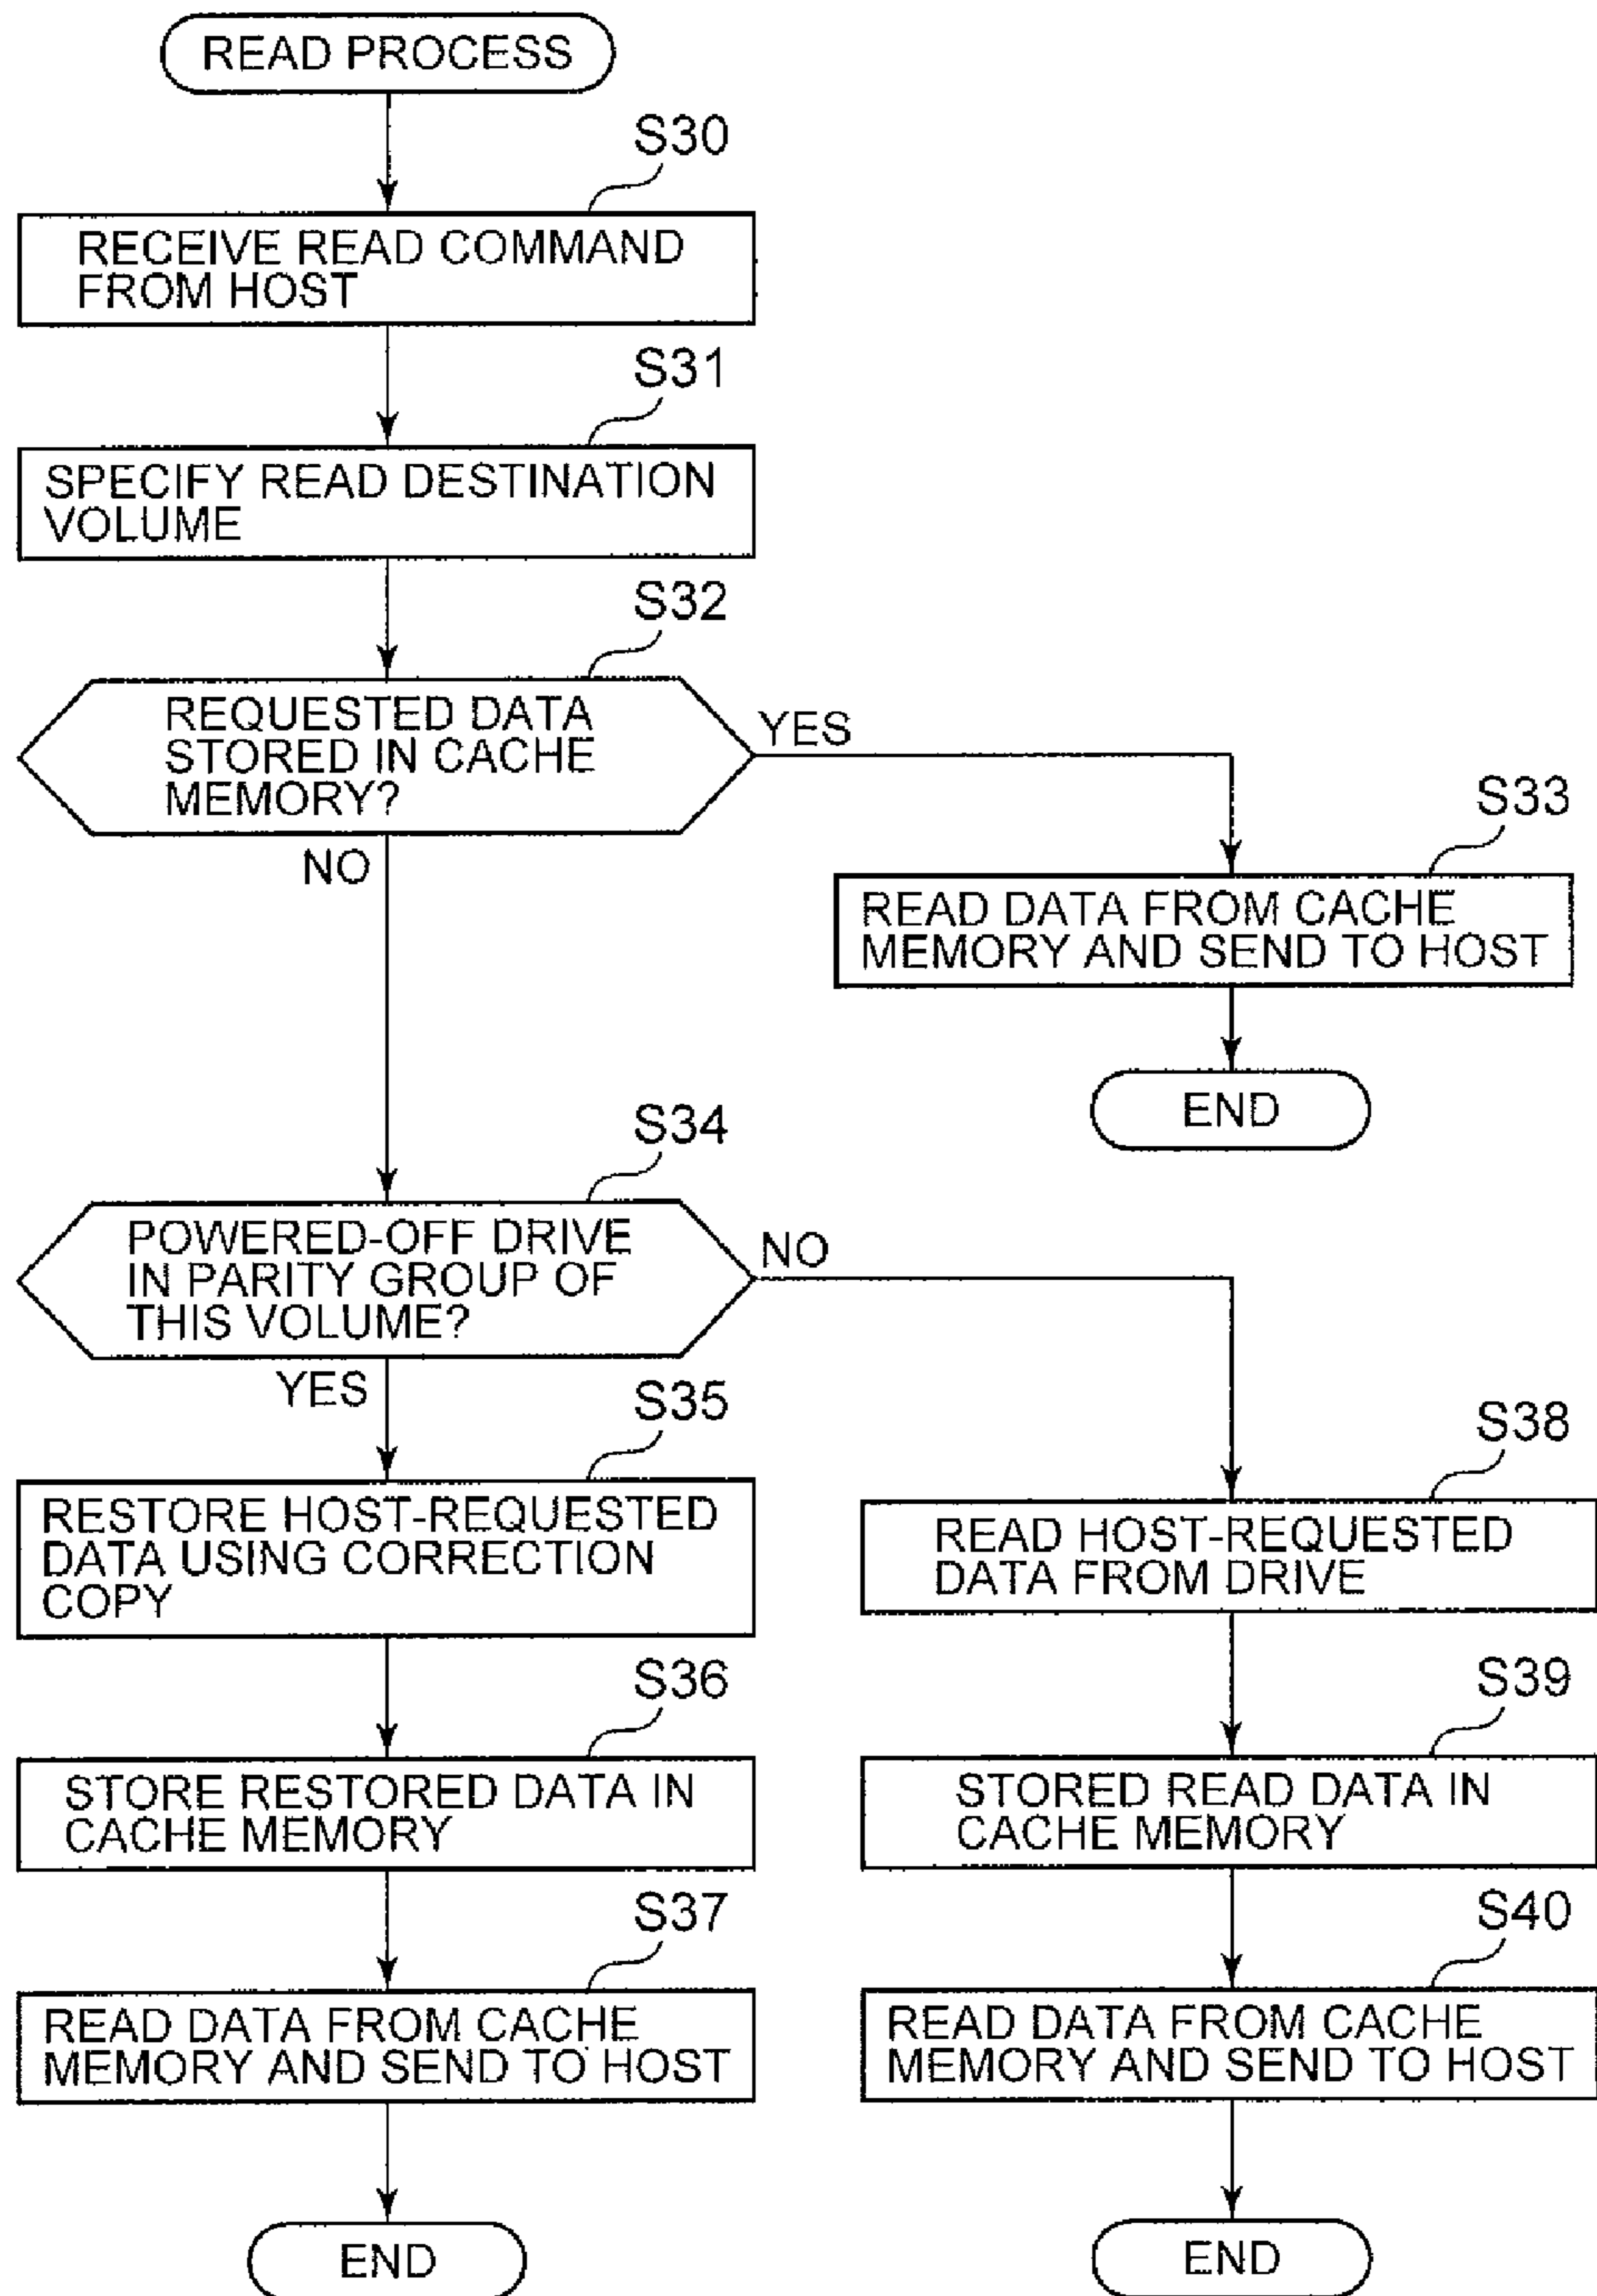 READ PROCESS
S30
RECEIVE READ COMMAND
FROM HOST
S31
SPECIFY READ DESTINATION
VOLUME
S32
REQUESTED DATA
STORED IN CACHE
MEMORY?
YES
NO
S33
READ DATA FROM CACHE
MEMORY AND SEND TO HOST
END
S34
POWERED-OFF DRIVE
IN PARITY GROUP OF
THIS VOLUME?
NO
YES
S35
RESTORE HOST-REQUESTED
DATA USING CORRECTION
COPY
S36
STORE RESTORED DATA IN
CACHE MEMORY
S37
READ DATA FROM CACHE
MEMORY AND SEND TO HOST
END
S38
READ HOST-REQUESTED
DATA FROM DRIVE
S39
STORED READ DATA IN
CACHE MEMORY
S40
READ DATA FROM CACHE
MEMORY AND SEND TO HOST
END